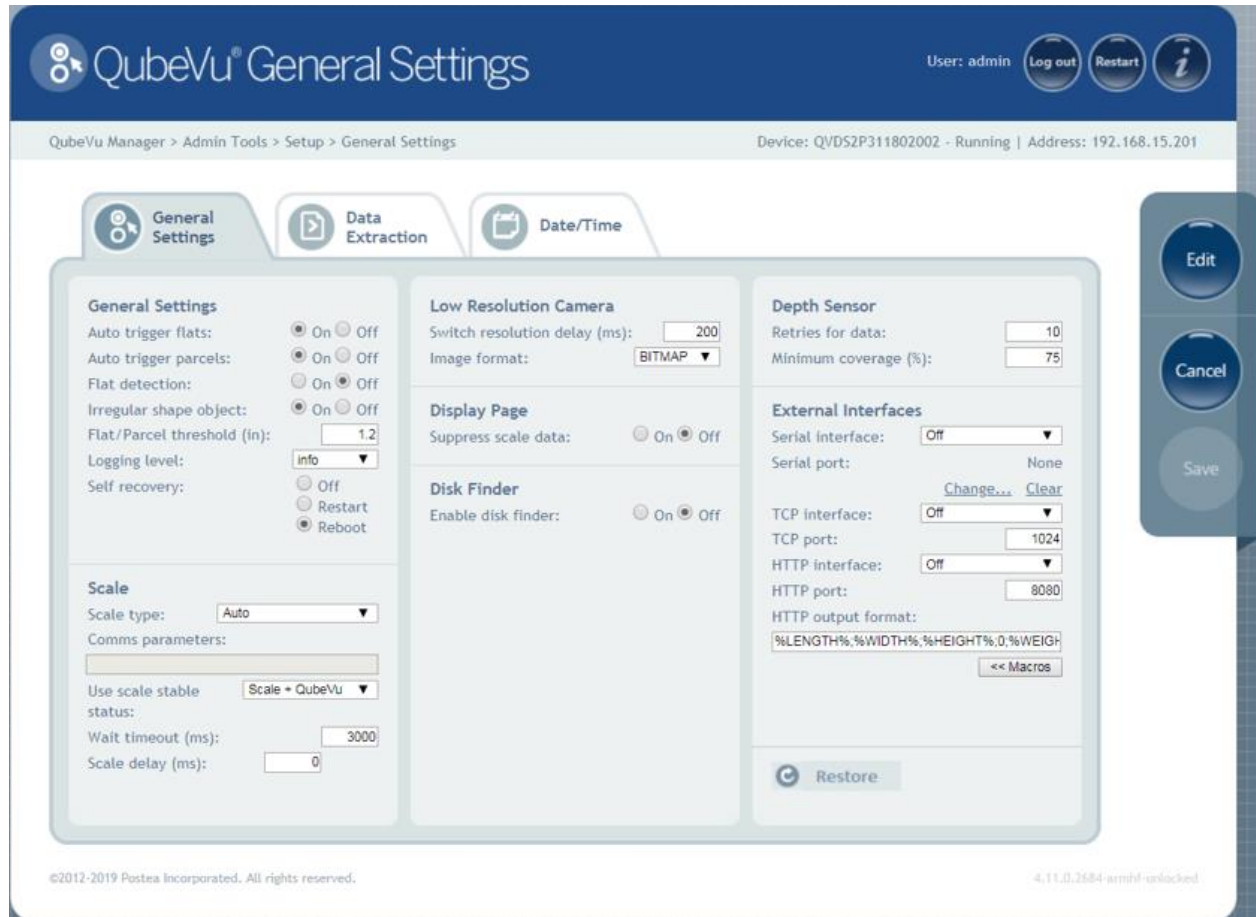 QubeVu® General Settings
User: admin
Log out
Restart
i
QubeVu Manager > Admin Tools > Setup > General Settings
Device: QVDS2P311802002 - Running | Address: 192.168.15.201
General
Settings
Data
Extraction
Date/Time
General Settings
Auto trigger flats: On Off
Auto trigger parcels: On Off
Flat detection: On Off
Irregular shape object: On Off
Flat/Parcel threshold (in): 1.2
Logging level: info
Self recovery: Off
Restart
Reboot
Scale
Scale type: Auto
Comms parameters:
Use scale stable Scale + QubeVu
status:
Wait timeout (ms): 3000
Scale delay (ms): 0
Low Resolution Camera
Switch resolution delay (ms): 200
Image format: BITMAP
Display Page
Suppress scale data: On Off
Disk Finder
Enable disk finder: On Off
Depth Sensor
Retries for data: 10
Minimum coverage (%): 75
External Interfaces
Serial interface: Off
Serial port: None
Change... Clear
TCP interface: Off
TCP port: 1024
HTTP interface: Off
HTTP port: 8080
HTTP output format:
%LENGTH%;%WIDTH%;%HEIGHT%;0;%WEIGH
<< Macros
Restore
Edit
Cancel
Save
©2012-2019 Postea Incorporated. All rights reserved.
4.11.0.2684-armhf-unlocked